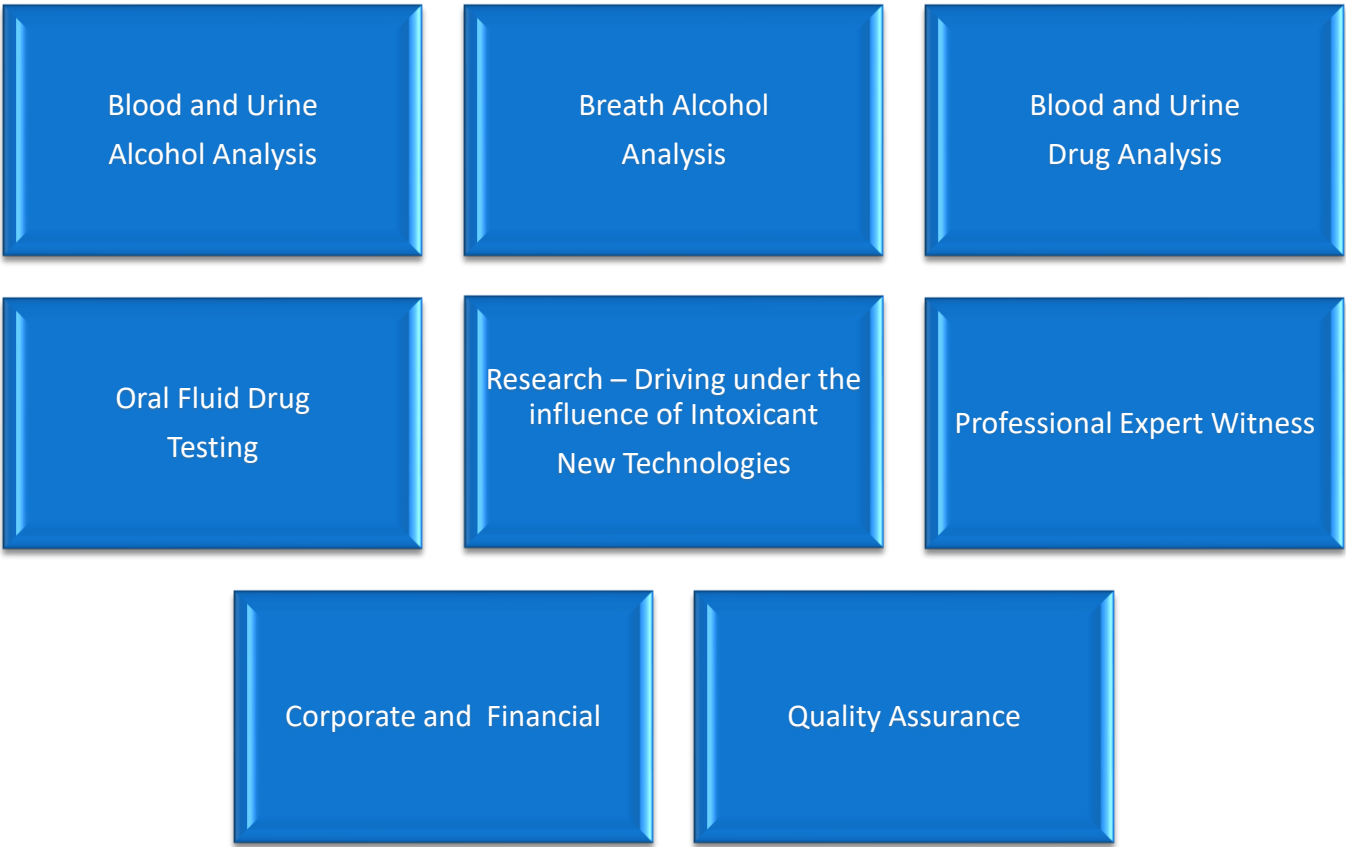 Blood and Urine
Alcohol Analysis
Breath Alcohol
Analysis
Blood and Urine
Drug Analysis
Oral Fluid Drug
Testing
Research – Driving under the
influence of Intoxicant
New Technologies
Professional Expert Witness
Corporate and  Financial
Quality Assurance